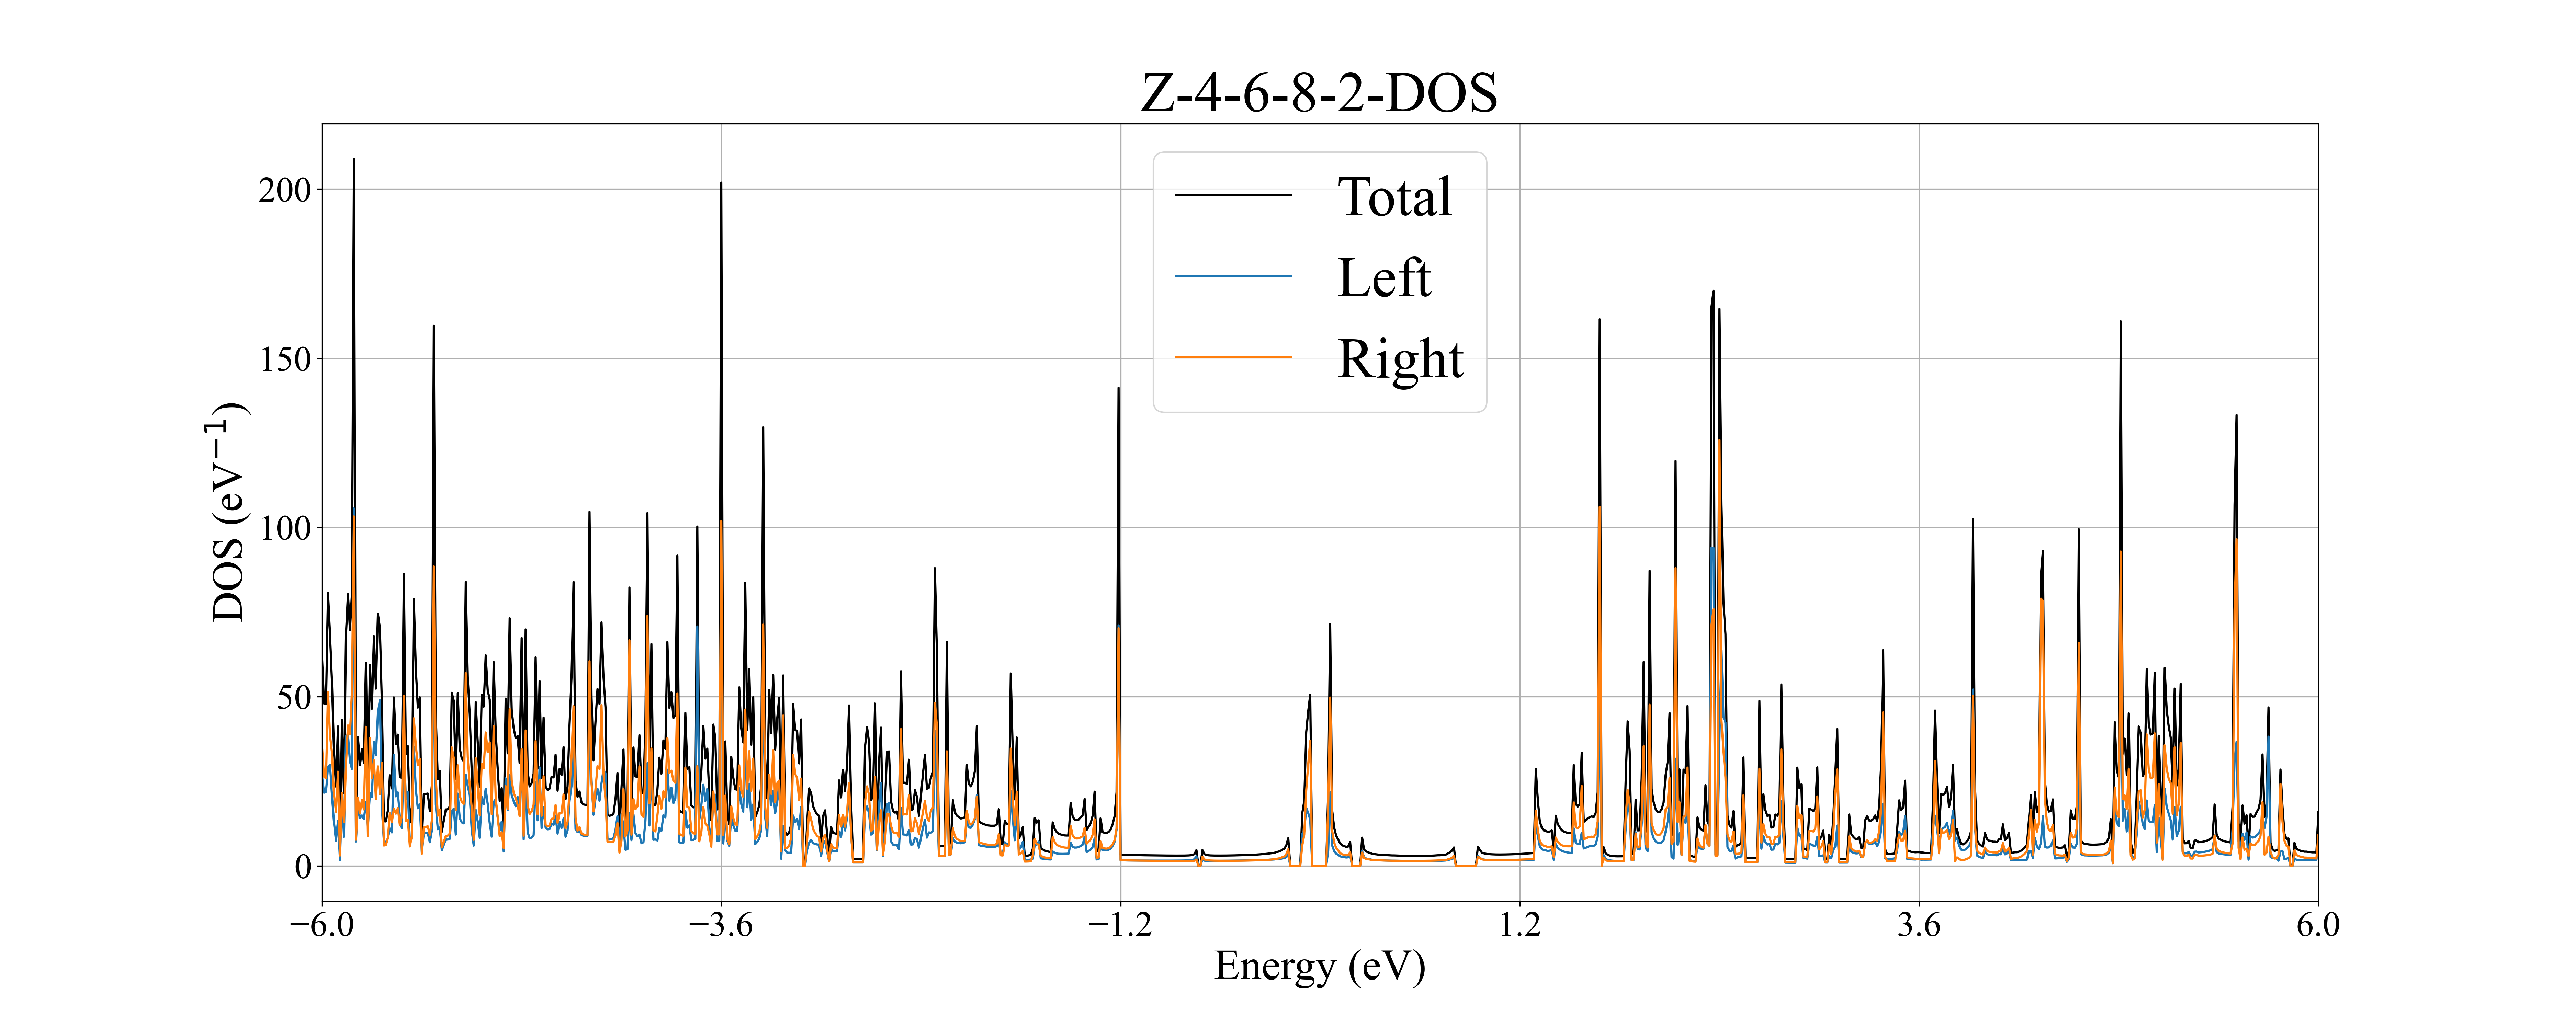 Z-4-6-8-2-DOS
Total
Left
Right
200
150
100
50
0
DOS (eV⁻¹)
−6.0 −3.6 −1.2 1.2 3.6 6.0
Energy (eV)